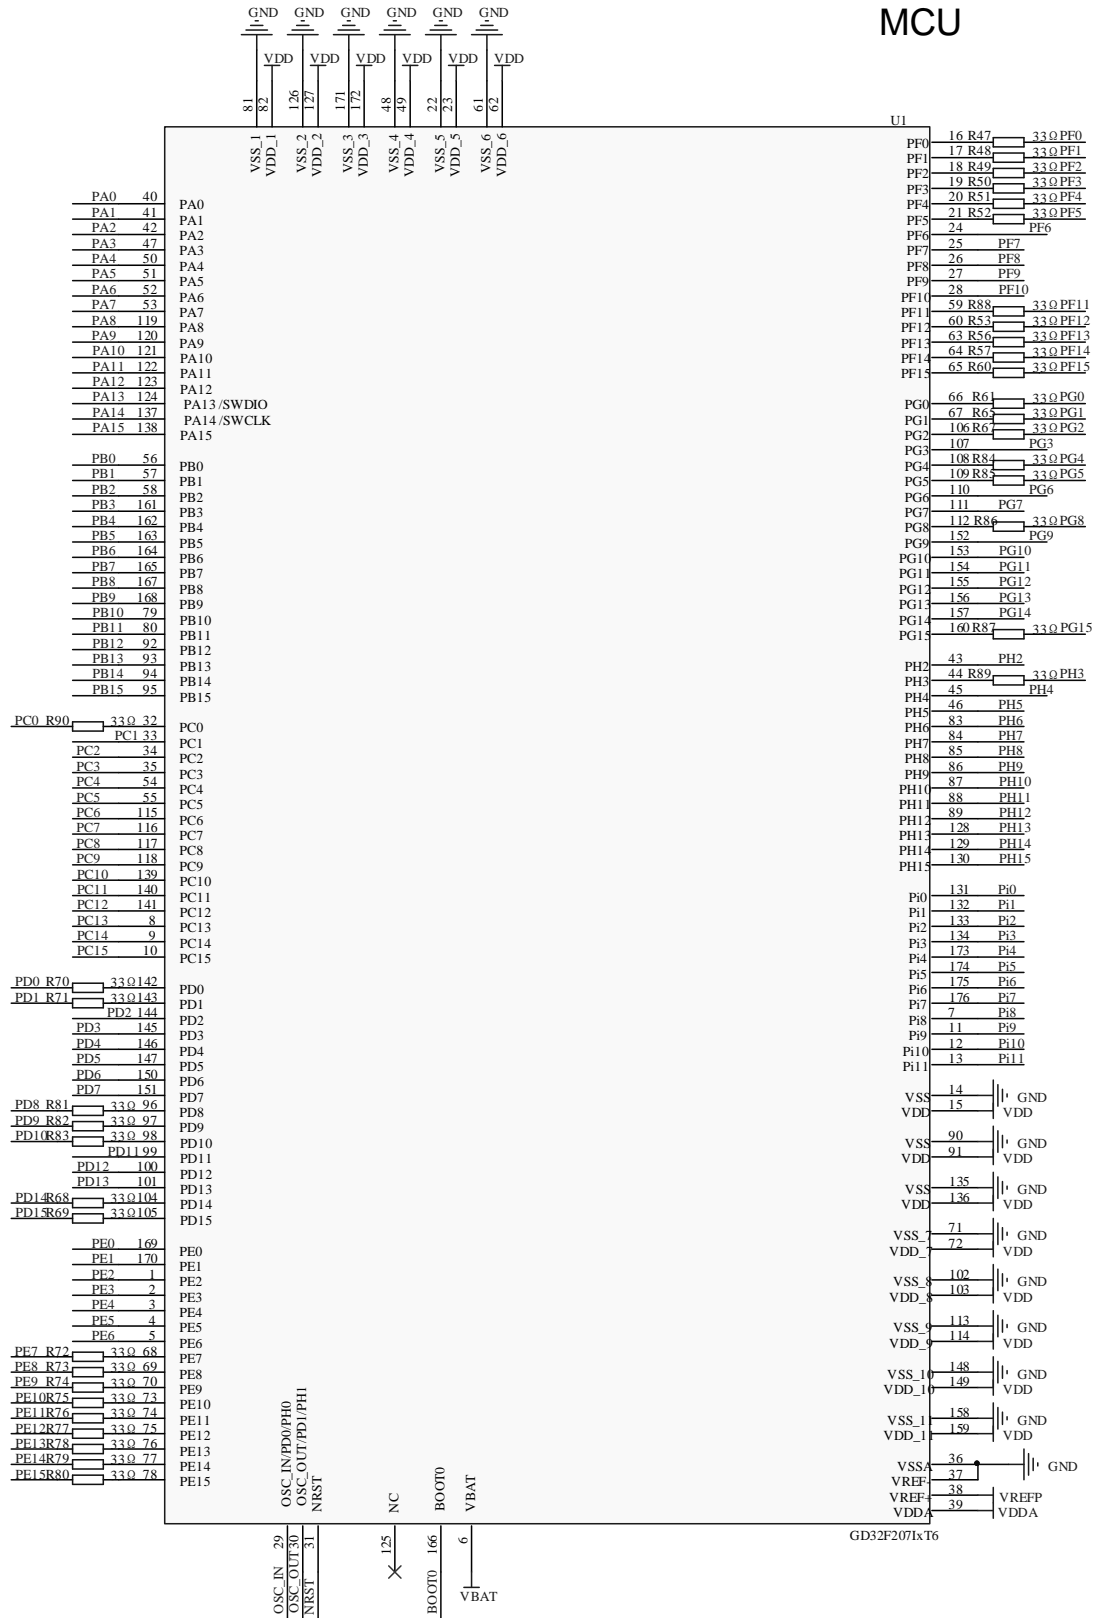 MCU
GND GND GND GND GND GND
VDD VDD VDD VDD VDD VDD
81 82 126 127 171 172 48 49 22 23 61 62
U1
VSS_1 VDD_1 VSS_2 VDD_2 VSS_3 VDD_3 VSS_4 VDD_4 VSS_5 VDD_5 VSS_6 VDD_6
PA0 40 PA0
PA1 41 PA1
PA2 42 PA2
PA3 47 PA3
PA4 50 PA4
PA5 51 PA5
PA6 52 PA6
PA7 53 PA7
PA8 119 PA8
PA9 120 PA9
PA10 121 PA10
PA11 122 PA11
PA12 123 PA12
PA13 124 PA13/SWDIO
PA14 137 PA14/SWCLK
PA15 138 PA15
PB0 56 PB0
PB1 57 PB1
PB2 58 PB2
PB3 161 PB3
PB4 162 PB4
PB5 163 PB5
PB6 164 PB6
PB7 165 PB7
PB8 167 PB8
PB9 168 PB9
PB10 79 PB10
PB11 80 PB11
PB12 92 PB12
PB13 93 PB13
PB14 94 PB14
PB15 95 PB15
PC0 R90 33Ω 32 PC0
PC1 33 PC1
PC2 34 PC2
PC3 35 PC3
PC4 54 PC4
PC5 55 PC5
PC6 115 PC6
PC7 116 PC7
PC8 117 PC8
PC9 118 PC9
PC10 139 PC10
PC11 140 PC11
PC12 141 PC12
PC13 8 PC13
PC14 9 PC14
PC15 10 PC15
PD0 R70 33Ω 142 PD0
PD1 R71 33Ω 143 PD1
PD2 144 PD2
PD3 145 PD3
PD4 146 PD4
PD5 147 PD5
PD6 150 PD6
PD7 151 PD7
PD8 R81 33Ω 96 PD8
PD9 R82 33Ω 97 PD9
PD10 R83 33Ω 98 PD10
PD11 99 PD11
PD12 100 PD12
PD13 101 PD13
PD14 R68 33Ω 104 PD14
PD15 R69 33Ω 105 PD15
PE0 169 PE0
PE1 170 PE1
PE2 1 PE2
PE3 2 PE3
PE4 3 PE4
PE5 4 PE5
PE6 5 PE6
PE7 R72 33Ω 68 PE7
PE8 R73 33Ω 69 PE8
PE9 R74 33Ω 70 PE9
PE10 R75 33Ω 73 PE10
PE11 R76 33Ω 74 PE11
PE12 R77 33Ω 75 PE12
PE13 R78 33Ω 76 PE13
PE14 R79 33Ω 77 PE14
PE15 R80 33Ω 78 PE15
PF0 16 R47 33Ω PF0
PF1 17 R48 33Ω PF1
PF2 18 R49 33Ω PF2
PF3 19 R50 33Ω PF3
PF4 20 R51 33Ω PF4
PF5 21 R52 33Ω PF5
PF6 24 PF6
PF7 25 PF7
PF8 26 PF8
PF9 27 PF9
PF10 28 PF10
PF11 59 R88 33Ω PF11
PF12 60 R53 33Ω PF12
PF13 63 R56 33Ω PF13
PF14 64 R57 33Ω PF14
PF15 65 R60 33Ω PF15
PG0 66 R61 33Ω PG0
PG1 67 R65 33Ω PG1
PG2 106 R67 33Ω PG2
PG3 107 PG3
PG4 108 R84 33Ω PG4
PG5 109 R85 33Ω PG5
PG6 110 PG6
PG7 111 PG7
PG8 112 R86 33Ω PG8
PG9 152 PG9
PG10 153 PG10
PG11 154 PG11
PG12 155 PG12
PG13 156 PG13
PG14 157 PG14
PG15 160 R87 33Ω PG15
PH2 43 PH2
PH3 44 R89 33Ω PH3
PH4 45 PH4
PH5 46 PH5
PH6 83 PH6
PH7 84 PH7
PH8 85 PH8
PH9 86 PH9
PH10 87 PH10
PH11 88 PH11
PH12 89 PH12
PH13 128 PH13
PH14 129 PH14
PH15 130 PH15
Pi0 131 Pi0
Pi1 132 Pi1
Pi2 133 Pi2
Pi3 134 Pi3
Pi4 173 Pi4
Pi5 174 Pi5
Pi6 175 Pi6
Pi7 176 Pi7
Pi8 7 Pi8
Pi9 11 Pi9
Pi10 12 Pi10
Pi11 13 Pi11
VSS 14 GND
VDD 15 VDD
VSS 90 GND
VDD 91 VDD
VSS 135 GND
VDD 136 VDD
VSS_7 71 GND
VDD_7 72 VDD
VSS_8 102 GND
VDD_8 103 VDD
VSS_9 113 GND
VDD_9 114 VDD
VSS_10 148 GND
VDD_10 149 VDD
VSS_11 158 GND
VDD_11 159 VDD
VSSA 36 GND
VREF- 37
VREF+ 38 VREFP
VDDA 39 VDDA
OSC_IN/PD0/PH0 OSC_OUT/PD1/PH1 NRST NC BOOT0 VBAT
GD32F207IxT6
29 30 31 125 166 6
OSC_IN OSC_OUT NRST BOOT0 VBAT